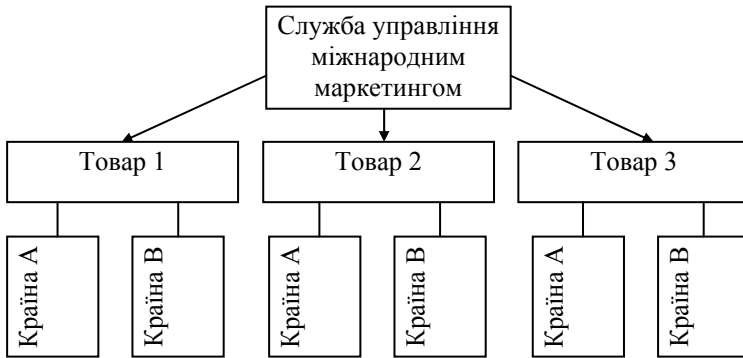 Служба управління
міжнародним
маркетингом
Товар 1
Товар 2
Товар 3
Країна А
Країна В
Країна А
Країна В
Країна А
Країна В